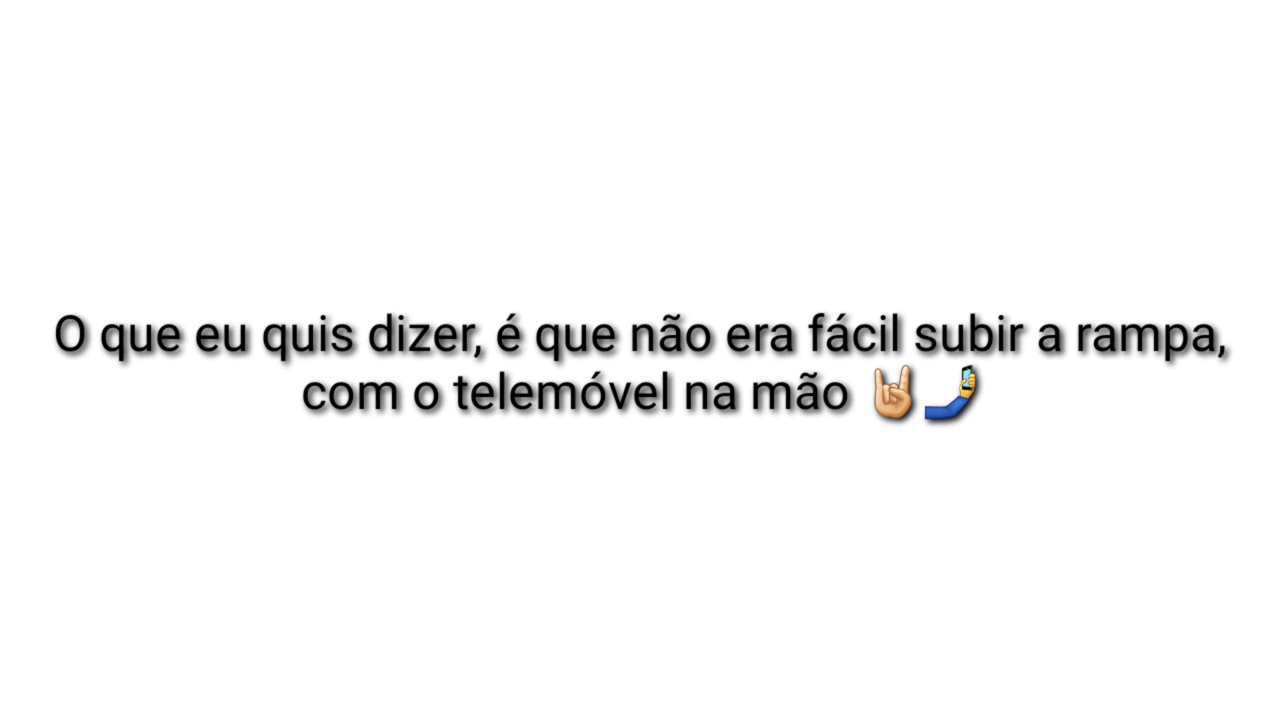 O que eu quis dizer, é que não era fácil subir a rampa,
com o telemóvel na mão 🤘🏼🤳